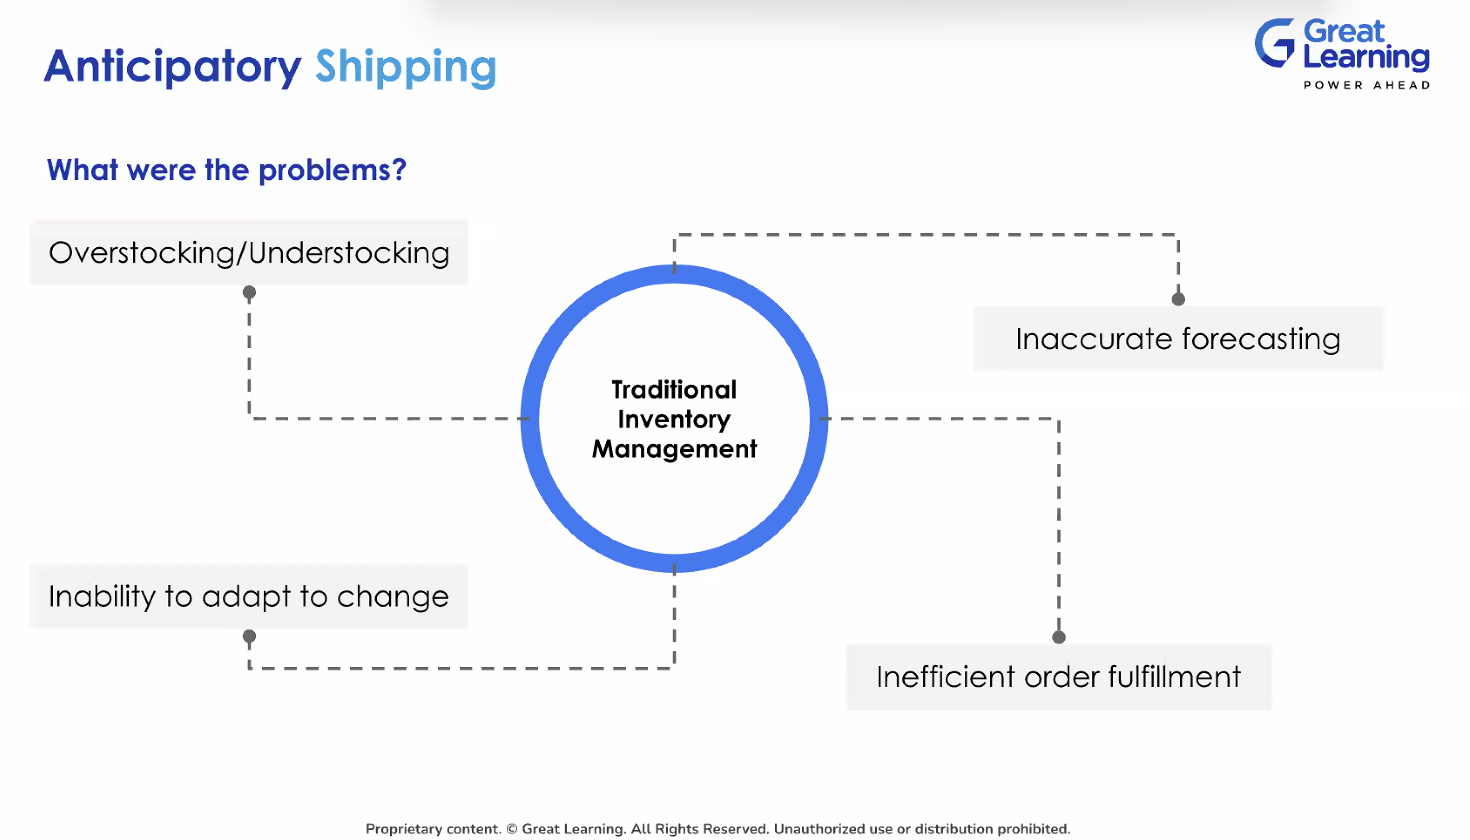 Anticipatory Shipping
Great
Learning
POWER AHEAD
What were the problems?
Overstocking/Understocking
Inaccurate forecasting
Traditional
Inventory
Management
Inability to adapt to change
Inefficient order fulfillment
Proprietary content. © Great Learning. All Rights Reserved. Unauthorized use or distribution prohibited.